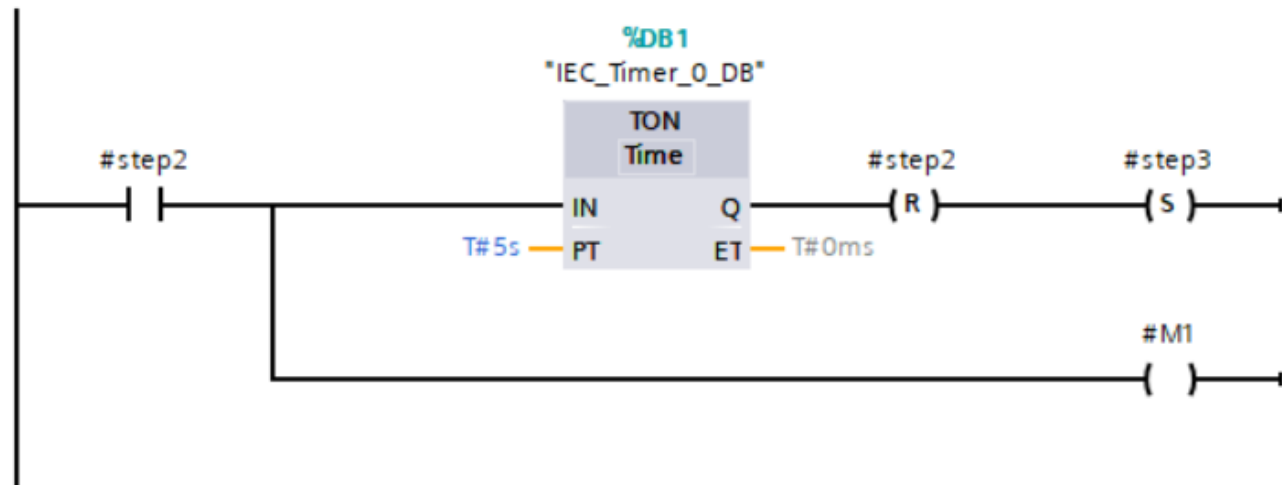 %DB1
"IEC_Timer_0_DB"
TON
Time
#step2
#step2
#step3
( R )
( S )
IN
Q
T#5s
PT
ET
T#0ms
#M1
( )